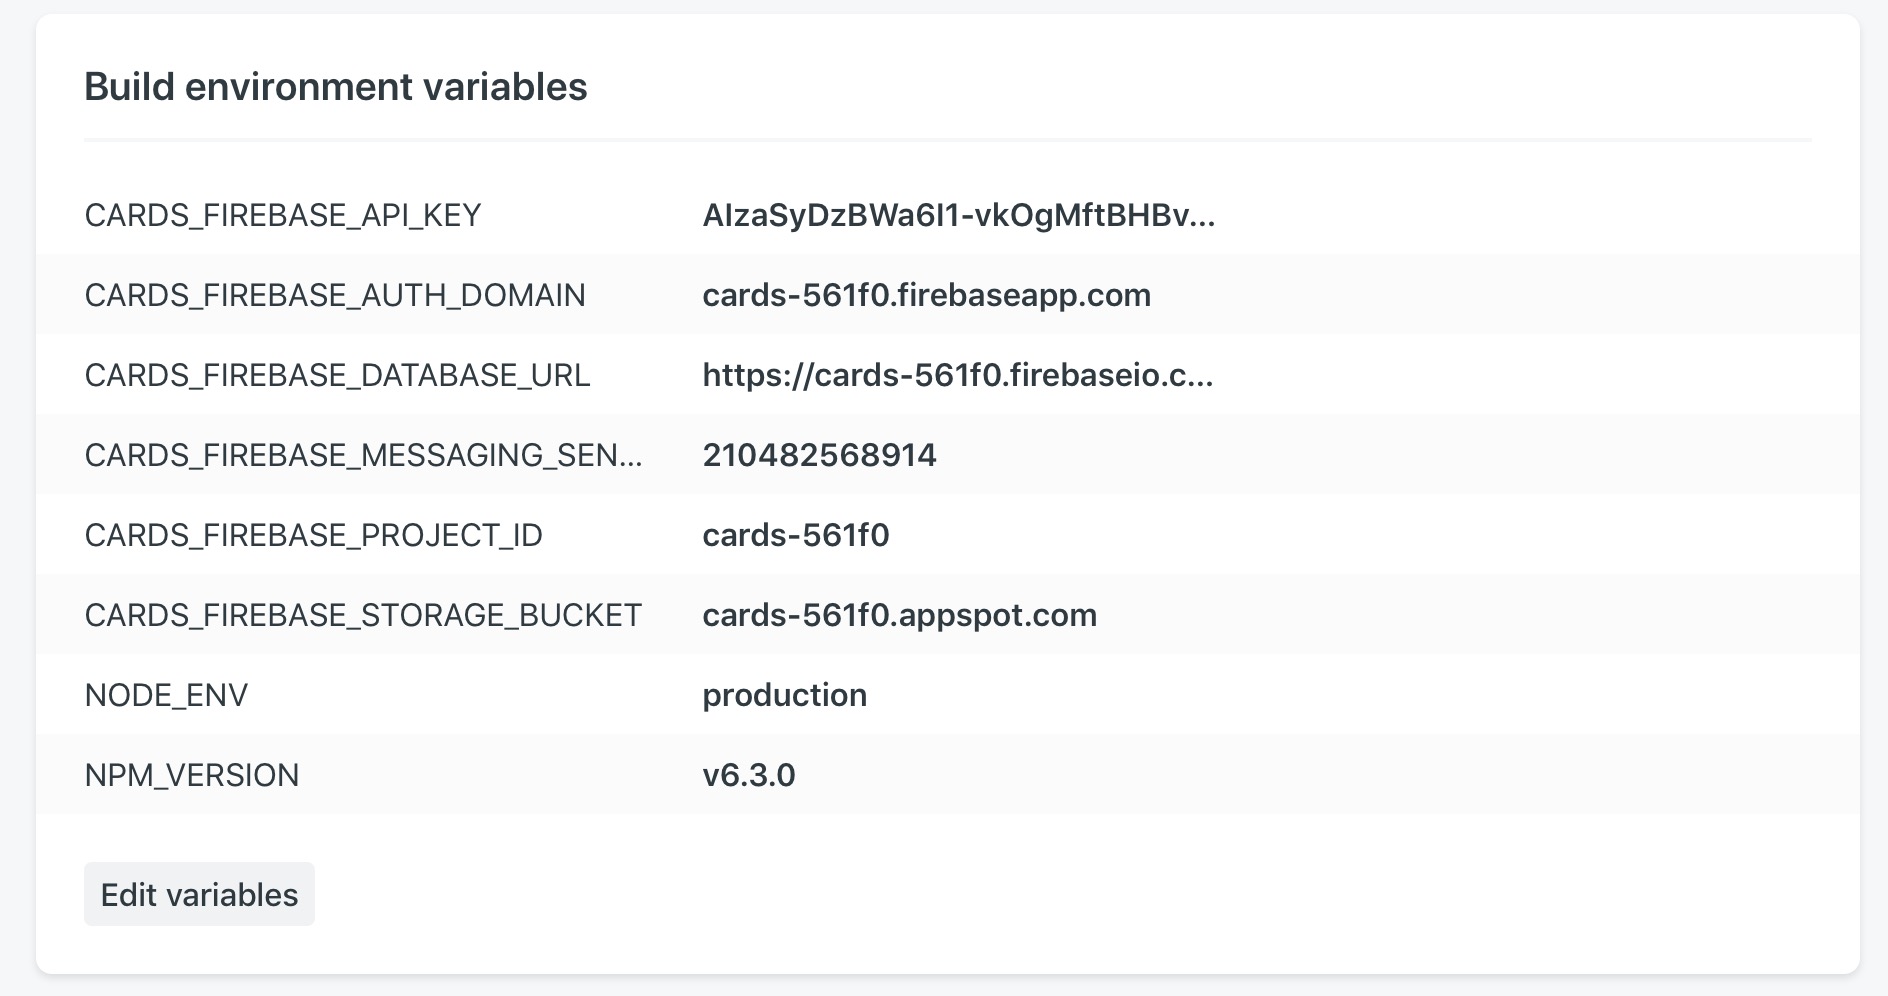 Build environment variables
CARDS_FIREBASE_API_KEY AIzaSyDzBWa6I1-vkOgMftBHBv...
CARDS_FIREBASE_AUTH_DOMAIN cards-561f0.firebaseapp.com
CARDS_FIREBASE_DATABASE_URL https://cards-561f0.firebaseio.c...
CARDS_FIREBASE_MESSAGING_SEN... 210482568914
CARDS_FIREBASE_PROJECT_ID cards-561f0
CARDS_FIREBASE_STORAGE_BUCKET cards-561f0.appspot.com
NODE_ENV production
NPM_VERSION v6.3.0
Edit variables